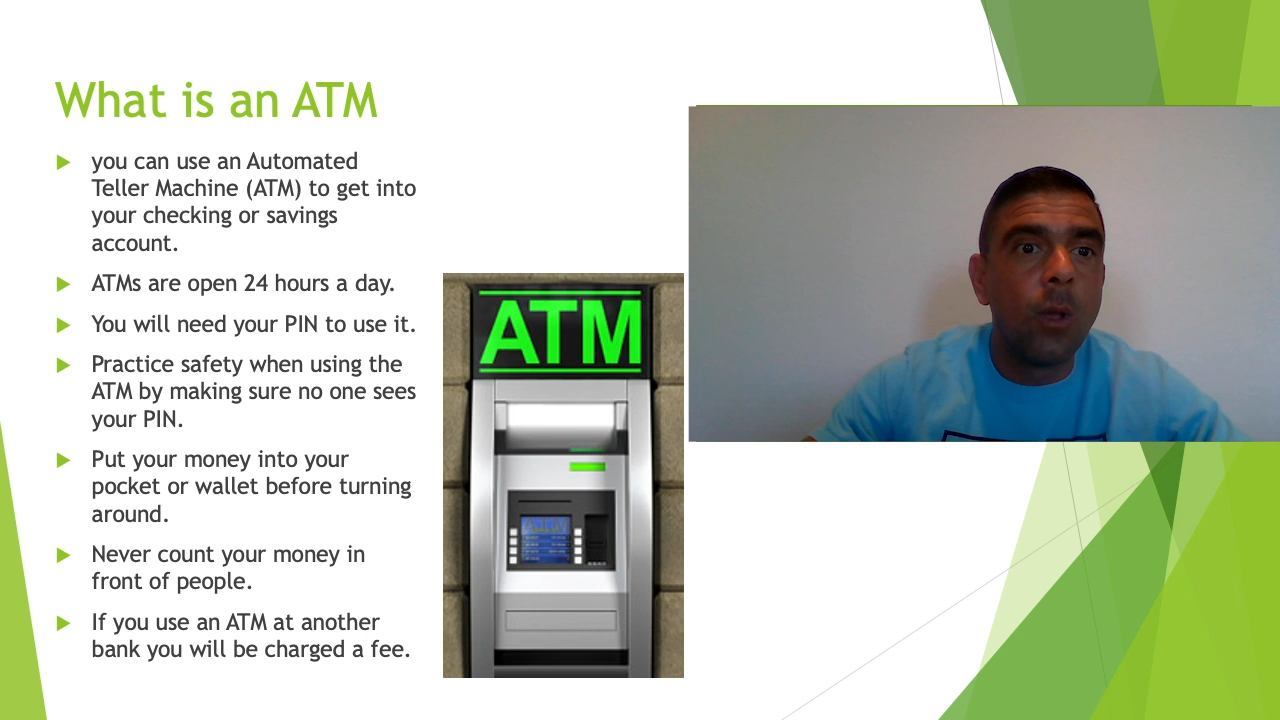 What is an ATM
you can use an Automated
Teller Machine (ATM) to get into
your checking or savings
account.
ATMs are open 24 hours a day.
You will need your PIN to use it.
Practice safety when using the
ATM by making sure no one sees
your PIN.
Put your money into your
pocket or wallet before turning
around.
Never count your money in
front of people.
If you use an ATM at another
bank you will be charged a fee.
ATM
ATM